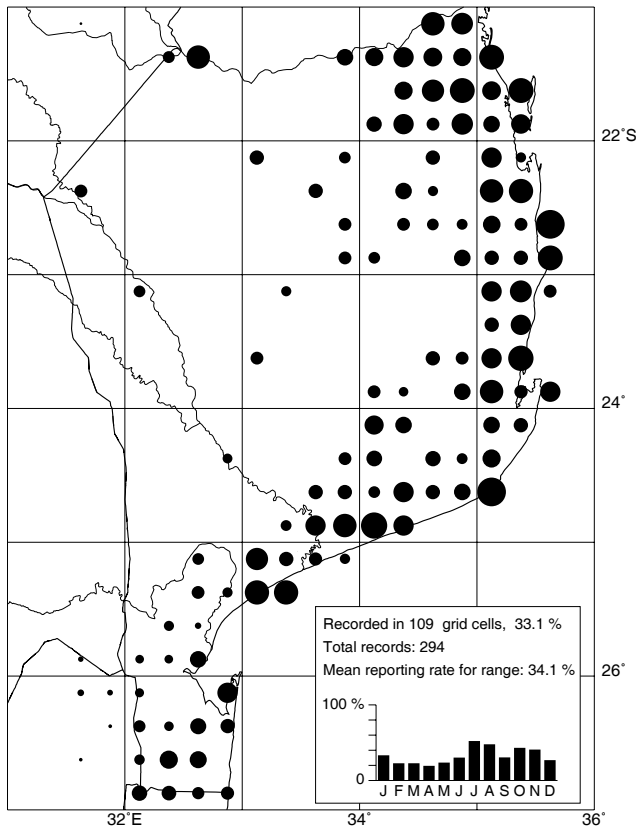 22°S
24°
Recorded in 109 grid cells, 33.1 %
Total records: 294
Mean reporting rate for range: 34.1 %
26°
100 %
0
J F M A M J J A S O N D
32°E 34° 36°